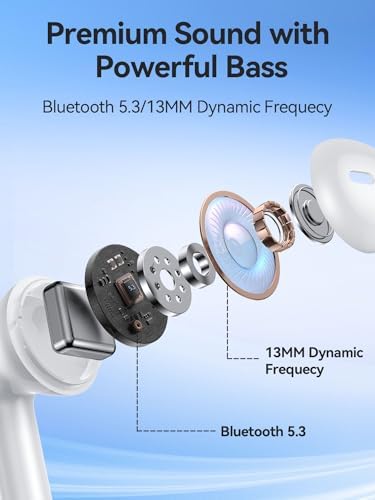 Premium Sound with
Powerful Bass
Bluetooth 5.3/13MM Dynamic Frequecy
13MM Dynamic
Frequecy
Bluetooth 5.3